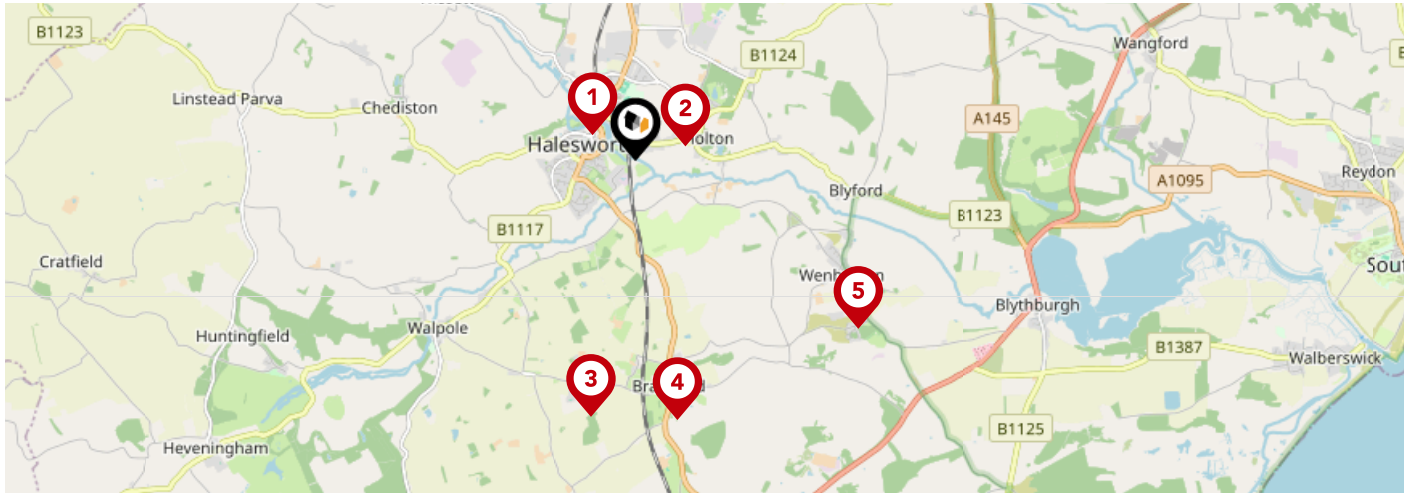 B1123
B1124
Wangford
Linstead Parva
Chediston
1
2
A145
Halesworth
Holton
Reydon
A1095
Blyford
B1123
B1117
Cratfield
Wenhaston
5
Blythburgh
Huntingfield
Walpole
B1387
Walberswick
3
4
B1125
Heveningham